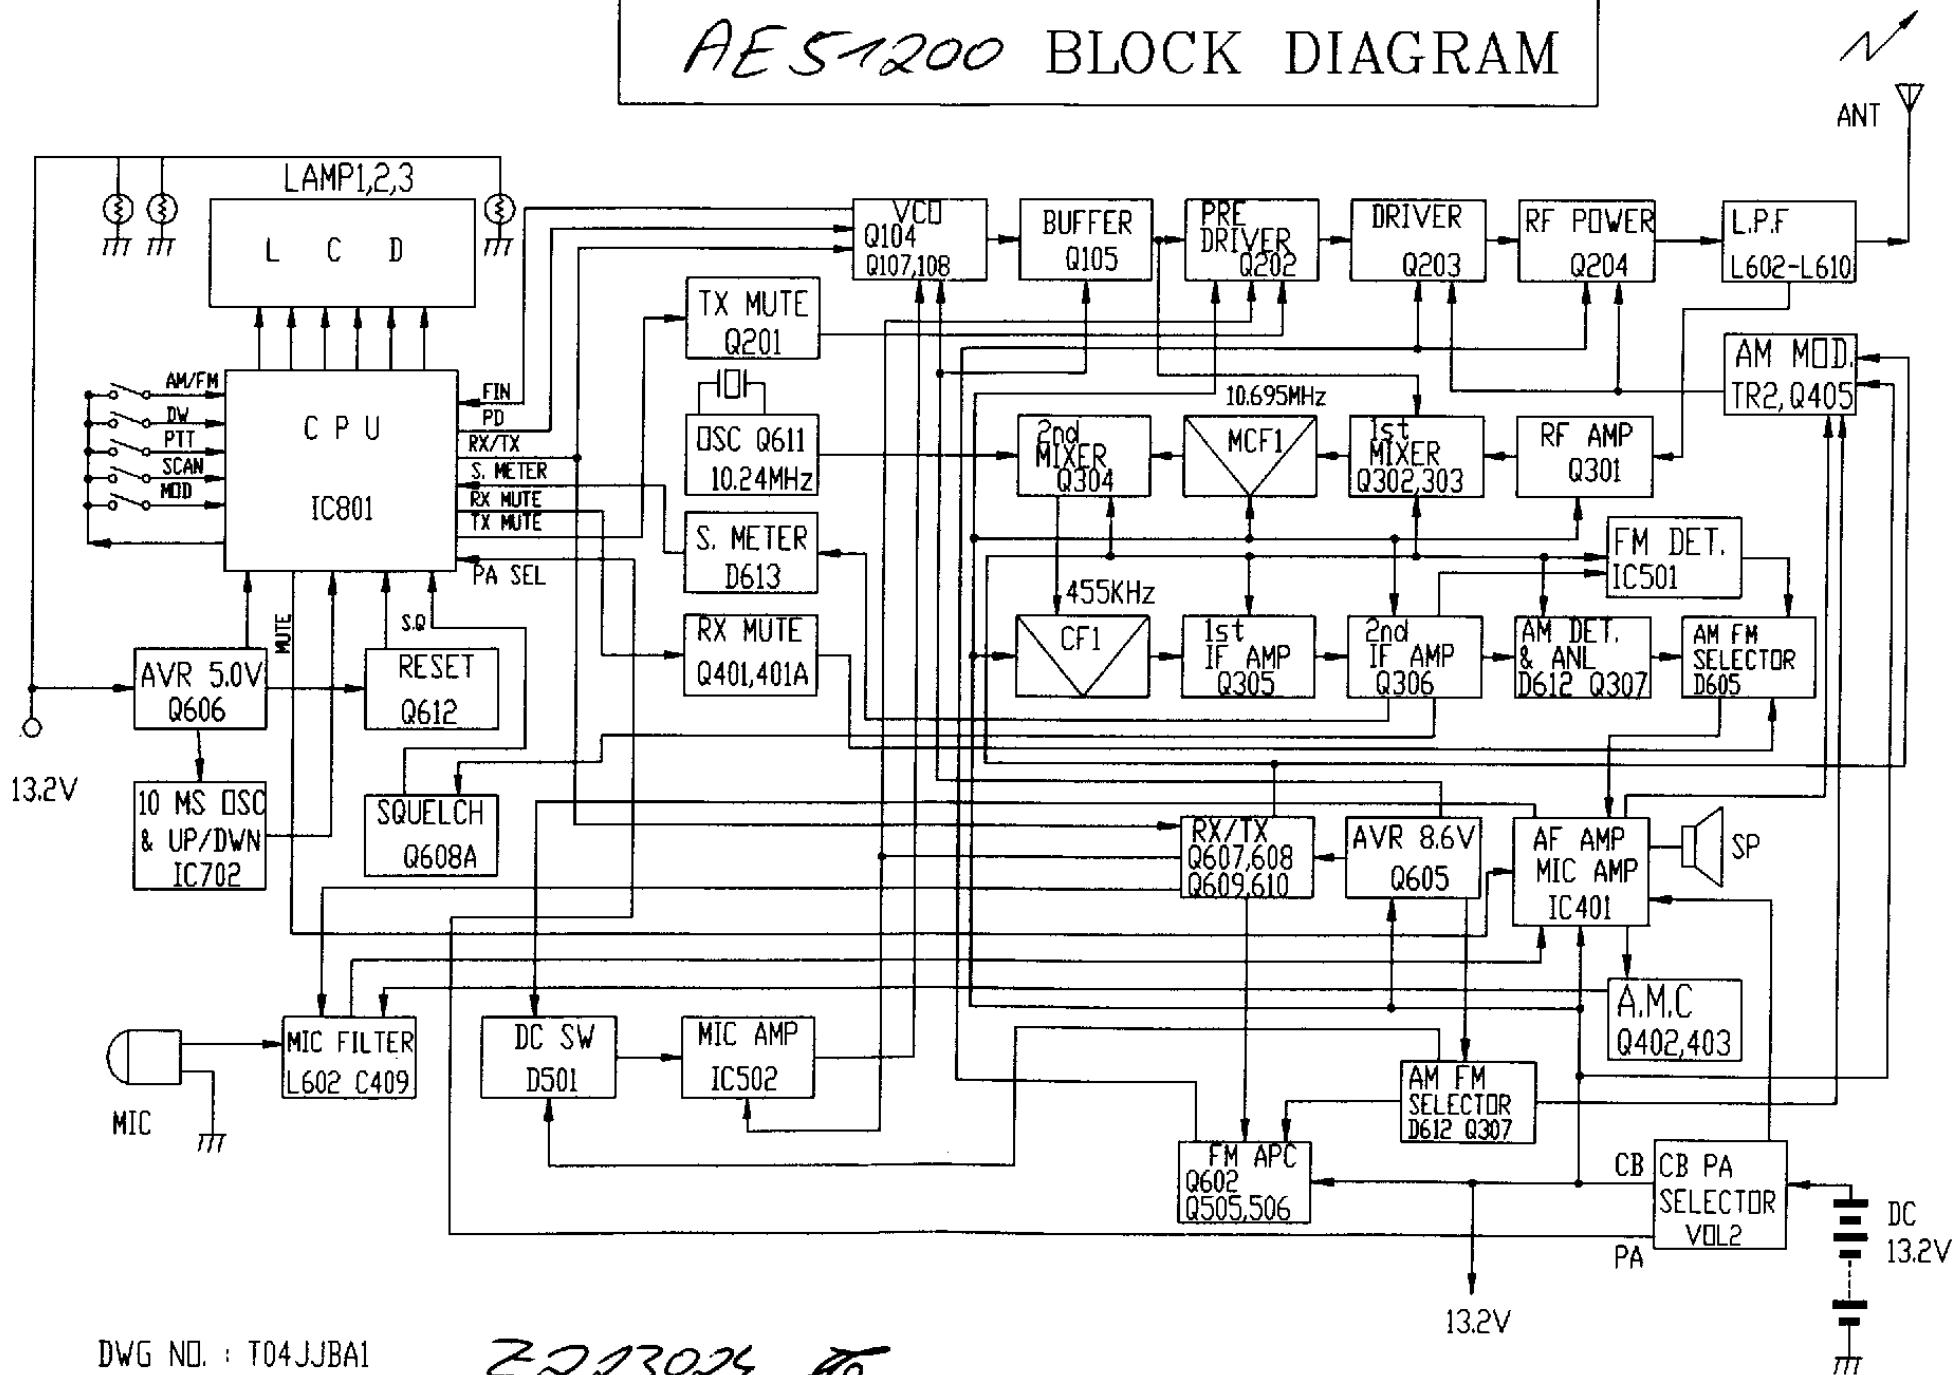 AE 51200 BLOCK DIAGRAM
ANT
LAMP1,2,3
L C D
AM/FM
DW
PTT
SCAN
MOD
C P U
IC801
FIN
PD
RX/TX
S. METER
RX MUTE
TX MUTE
PA SEL
MUTE
S.Q
AVR 5.0V
Q606
RESET
Q612
13.2V
10 MS OSC
& UP/DWN
IC702
SQUELCH
Q608A
VCO
Q104
Q107,108
BUFFER
Q105
PRE
DRIVER
Q202
DRIVER
Q203
RF POWER
Q204
L.P.F
L602-L610
TX MUTE
Q201
OSC Q611
10.24MHz
S. METER
D613
RX MUTE
Q401,401A
AM MOD.
TR2, Q405
10.695MHz
2nd
MIXER
Q304
MCF1
1st
MIXER
Q302,303
RF AMP
Q301
FM DET.
IC501
455KHz
CF1
1st
IF AMP
Q305
2nd
IF AMP
Q306
AM DET.
& ANL
D612 Q307
AM FM
SELECTOR
D605
RX/TX
Q607,608
Q609,610
AVR 8.6V
Q605
AF AMP
MIC AMP
IC401
SP
A.M.C
Q402,403
MIC
MIC FILTER
L602 C409
DC SW
D501
MIC AMP
IC502
AM FM
SELECTOR
D612 Q307
FM APC
Q602
Q505,506
CB
CB PA
SELECTOR
VOL2
PA
DC
13.2V
13.2V
DWG NO. : T04JJBA1